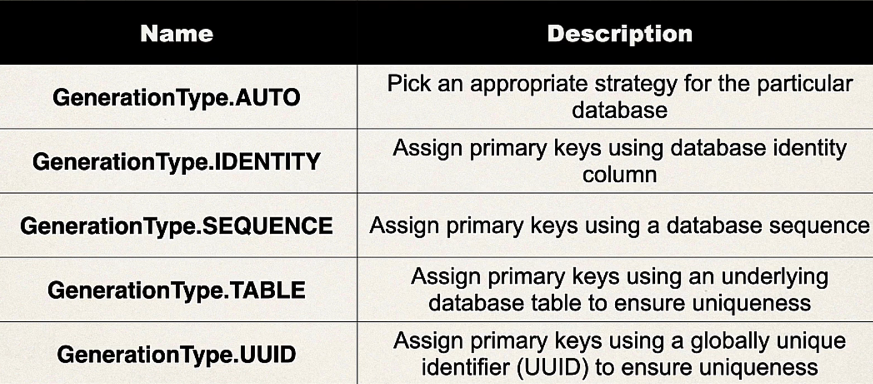 Name Description
GenerationType.AUTO Pick an appropriate strategy for the particular
database
GenerationType.IDENTITY Assign primary keys using database identity
column
GenerationType.SEQUENCE Assign primary keys using a database sequence
GenerationType.TABLE Assign primary keys using an underlying
database table to ensure uniqueness
GenerationType.UUID Assign primary keys using a globally unique
identifier (UUID) to ensure uniqueness